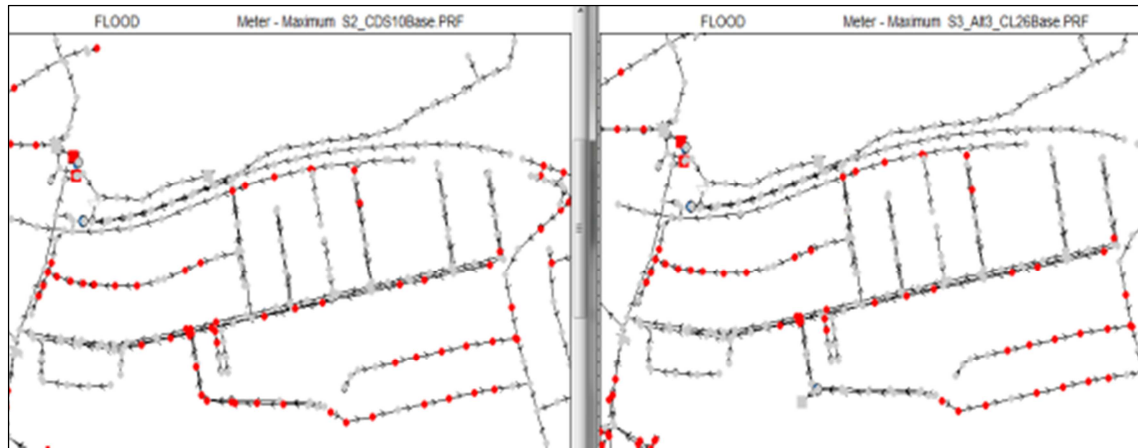 FLOOD Meter - Maximum S2_CDS10Base.PRF
FLOOD Meter - Maximum S3_Alt3_CL26Base.PRF